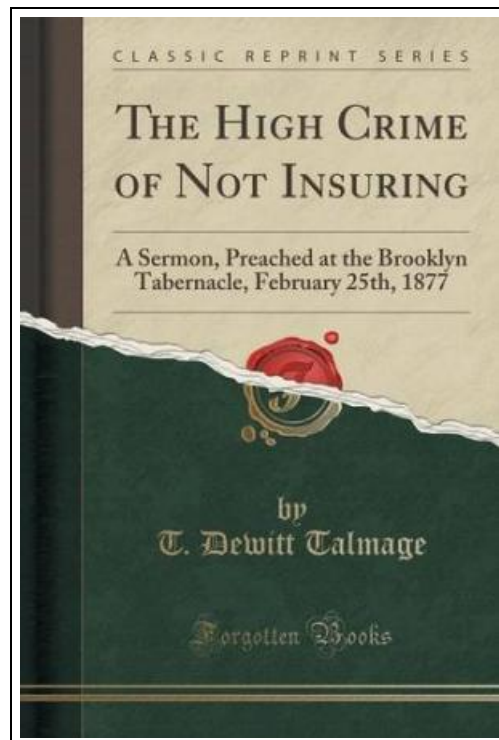 CLASSIC REPRINT SERIES
THE HIGH CRIME
OF NOT INSURING
A Sermon, Preached at the Brooklyn
Tabernacle, February 25th, 1877
F
by
T. Dewitt Talmage
Forgotten Books